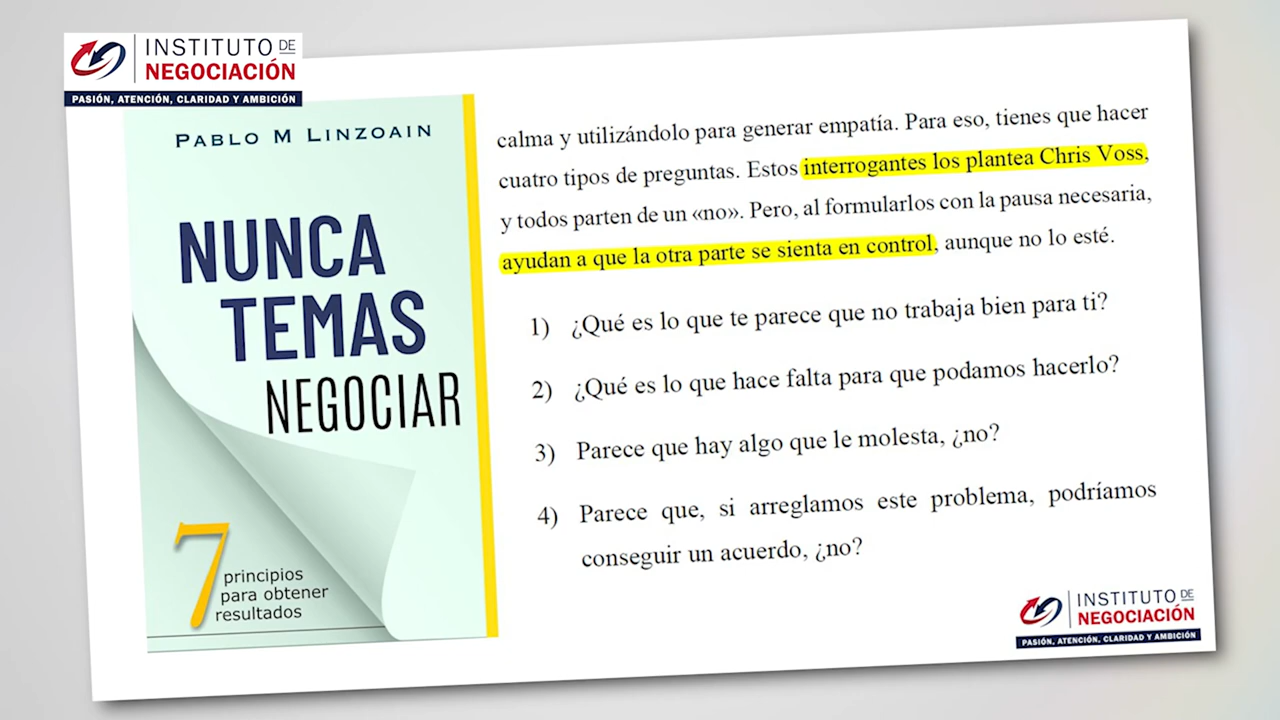 INSTITUTO DE
NEGOCIACIÓN
PASIÓN, ATENCIÓN, CLARIDAD Y AMBICIÓN
PABLO M LINZOAIN
NUNCA
TEMAS
NEGOCIAR
7
principios
para obtener
resultados
calma y utilizándolo para generar empatía. Para eso, tienes que hacer
cuatro tipos de preguntas. Estos interrogantes los plantea Chris Voss,
y todos parten de un «no». Pero, al formularlos con la pausa necesaria,
ayudan a que la otra parte se sienta en control, aunque no lo esté.
1) ¿Qué es lo que te parece que no trabaja bien para ti?
2) ¿Qué es lo que hace falta para que podamos hacerlo?
3) Parece que hay algo que le molesta, ¿no?
4) Parece que, si arreglamos este problema, podríamos
conseguir un acuerdo, ¿no?
INSTITUTO DE
NEGOCIACIÓN
PASIÓN, ATENCIÓN, CLARIDAD Y AMBICIÓN